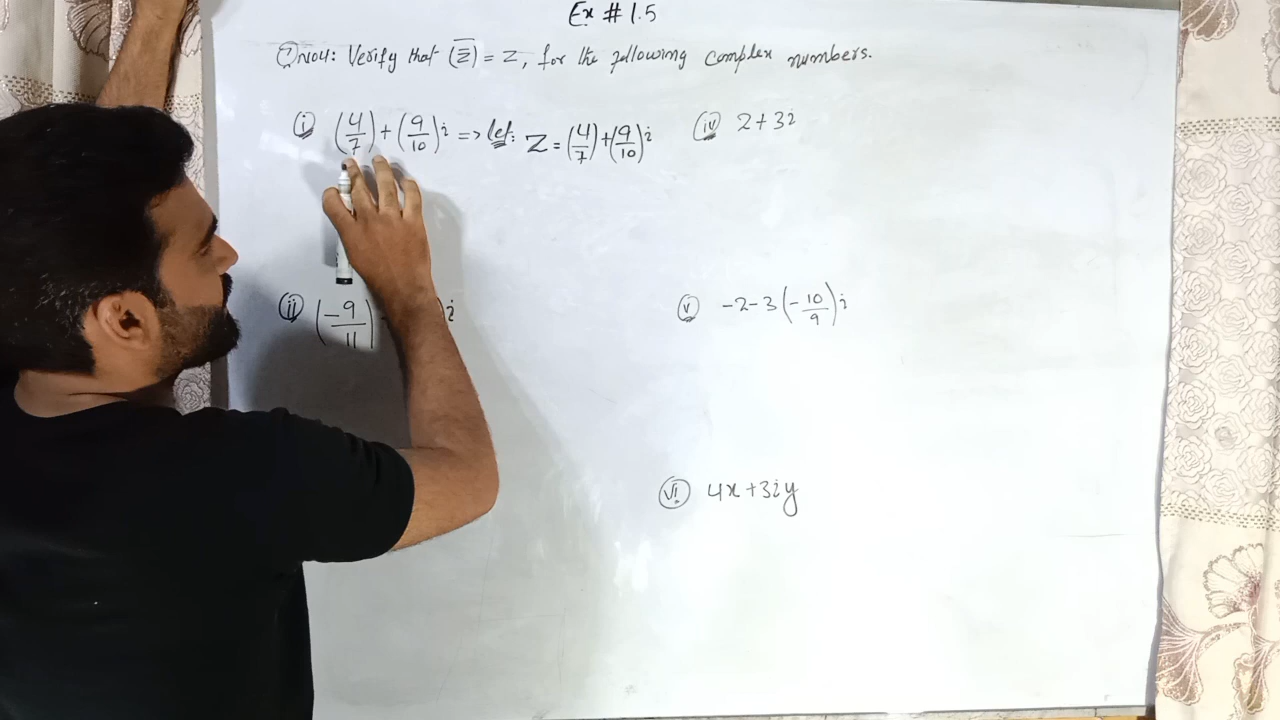 Ex # 1.5
Qno4: Verify that (z̅) = z, for the following complex numbers.
(i) (4/7) + (9/10)i => let: Z = (4/7) + (9/10)i
(iv) 2+3i
(ii) (-9/11) i
(v) -2-3(-10/9)i
(vi) 4x+3iy